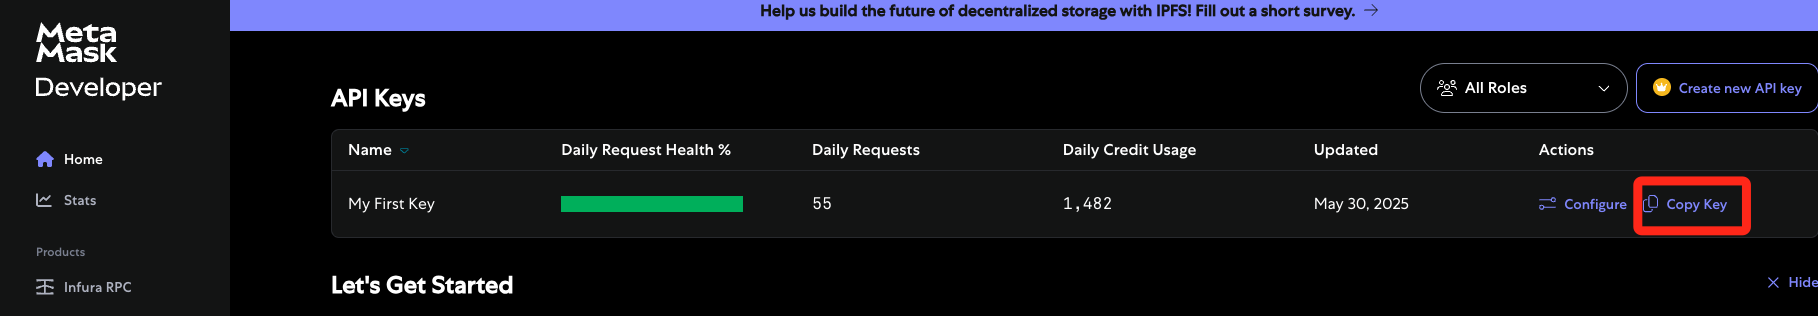 Help us build the future of decentralized storage with IPFS! Fill out a short survey. →
Meta
Mask
Developer
Home
Stats
Products
Infura RPC
API Keys
All Roles
Create new API key
Name
Daily Request Health %
Daily Requests
Daily Credit Usage
Updated
Actions
My First Key
55
1,482
May 30, 2025
Configure
Copy Key
Let's Get Started
Hide